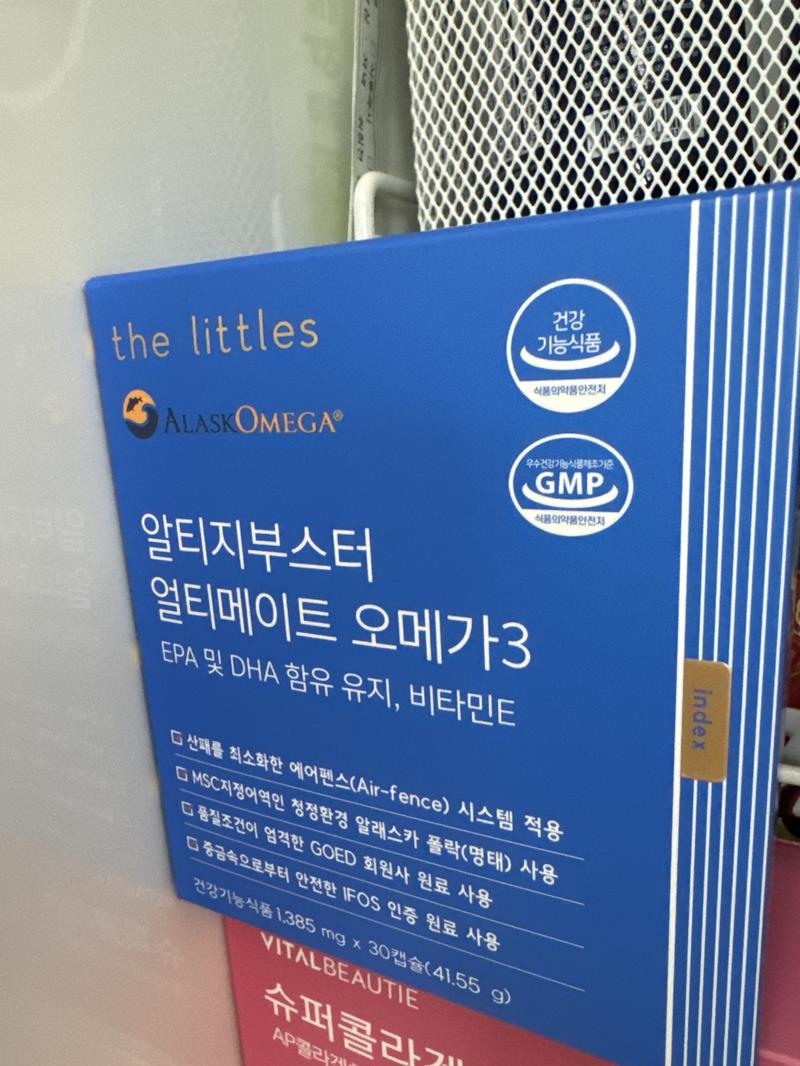 the littles
ALASKOMEGA®
건강
기능식품
식품의약품안전처
우수건강기능식품제조기준
GMP
식품의약품안전처
알티지부스터
얼티메이트 오메가3
EPA 및 DHA 함유 유지, 비타민E
산패를 최소화한 에어펜스(Air-fence) 시스템 적용
MSC지정어역인 청정환경 알래스카 폴락(명태) 사용
품질조건이 엄격한 GOED 회원사 원료 사용
중금속으로부터 안전한 IFOS 인증 원료 사용
건강기능식품 1,385 mg x 30캡슐(41.55 g)
index
VITALBEAUTIE
슈퍼콜라겐
AP콜라겐